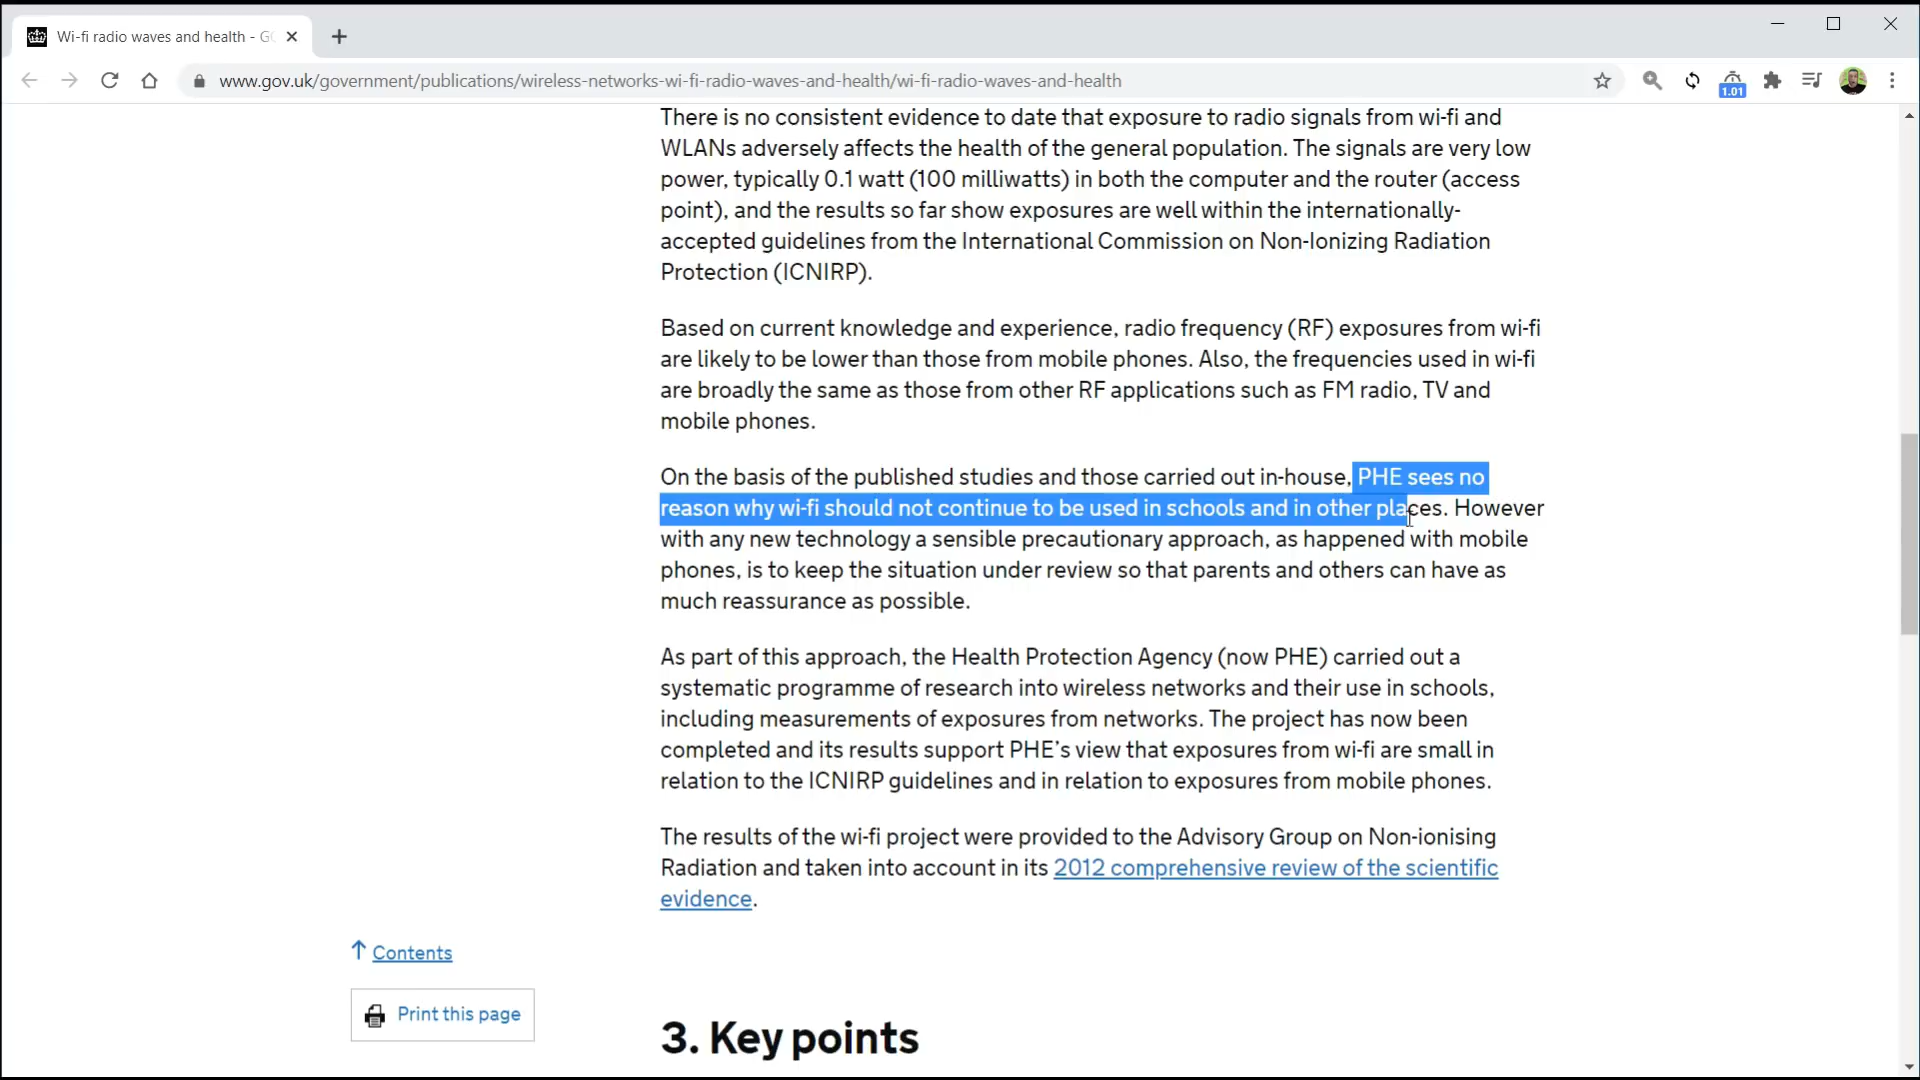 Wi-fi radio waves and health - GO
www.gov.uk/government/publications/wireless-networks-wi-fi-radio-waves-and-health/wi-fi-radio-waves-and-health
1.01
There is no consistent evidence to date that exposure to radio signals from wi-fi and
WLANs adversely affects the health of the general population. The signals are very low
power, typically 0.1 watt (100 milliwatts) in both the computer and the router (access
point), and the results so far show exposures are well within the internationally-
accepted guidelines from the International Commission on Non-Ionizing Radiation
Protection (ICNIRP).
Based on current knowledge and experience, radio frequency (RF) exposures from wi-fi
are likely to be lower than those from mobile phones. Also, the frequencies used in wi-fi
are broadly the same as those from other RF applications such as FM radio, TV and
mobile phones.
On the basis of the published studies and those carried out in-house, PHE sees no
reason why wi-fi should not continue to be used in schools and in other places. However
with any new technology a sensible precautionary approach, as happened with mobile
phones, is to keep the situation under review so that parents and others can have as
much reassurance as possible.
As part of this approach, the Health Protection Agency (now PHE) carried out a
systematic programme of research into wireless networks and their use in schools,
including measurements of exposures from networks. The project has now been
completed and its results support PHE’s view that exposures from wi-fi are small in
relation to the ICNIRP guidelines and in relation to exposures from mobile phones.
The results of the wi-fi project were provided to the Advisory Group on Non-ionising
Radiation and taken into account in its 2012 comprehensive review of the scientific
evidence.
Contents
Print this page
3. Key points